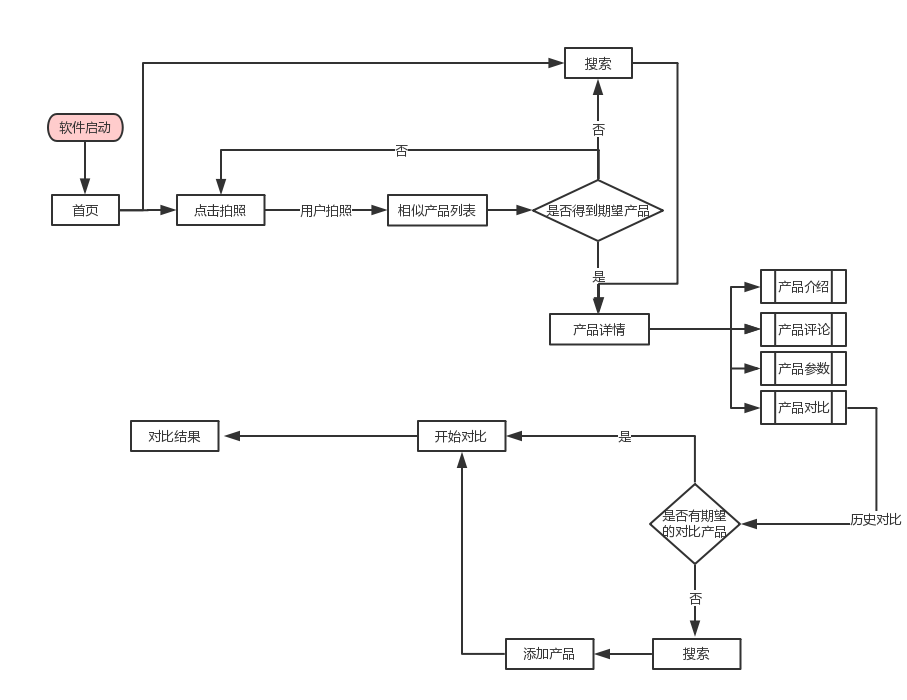 搜索
软件启动
否
否
首页
点击拍照
用户拍照
相似产品列表
是否得到期望产品
是
产品介绍
产品详情
产品评论
产品参数
产品对比
对比结果
开始对比
是
是否有期望
的对比产品
历史对比
否
添加产品
搜索